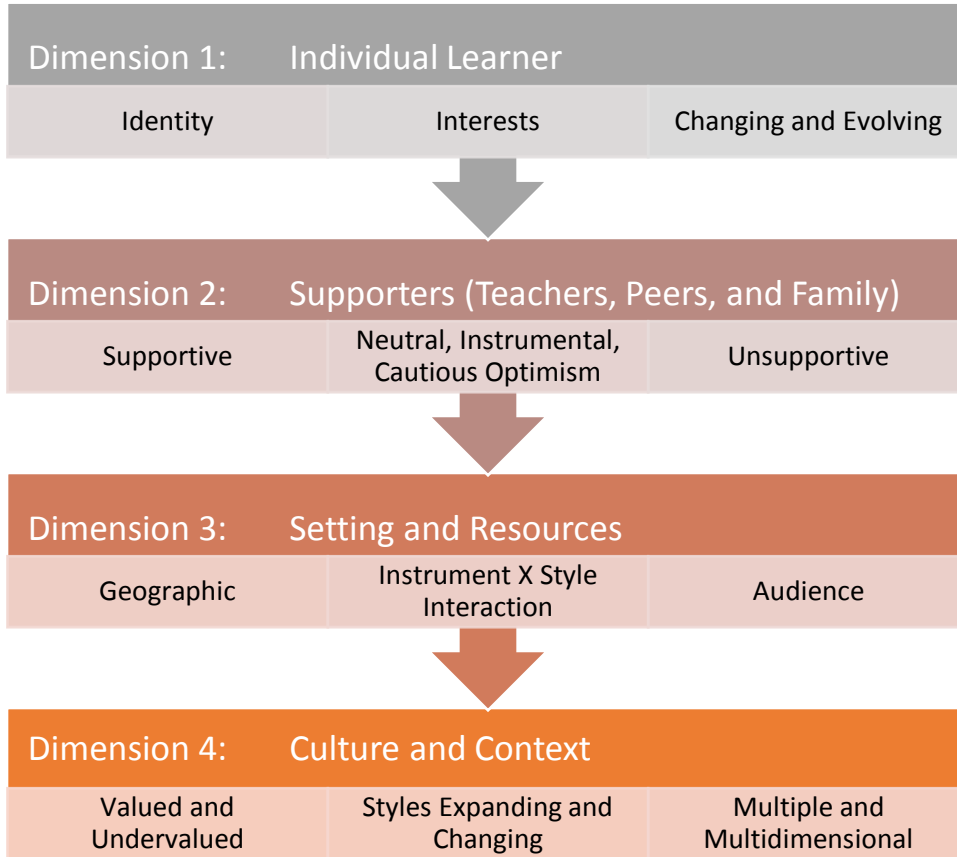 Dimension 1: Individual Learner
Identity
Interests
Changing and Evolving
Dimension 2: Supporters (Teachers, Peers, and Family)
Supportive
Neutral, Instrumental,
Cautious Optimism
Unsupportive
Dimension 3: Setting and Resources
Geographic
Instrument X Style
Interaction
Audience
Dimension 4: Culture and Context
Valued and
Undervalued
Styles Expanding and
Changing
Multiple and
Multidimensional